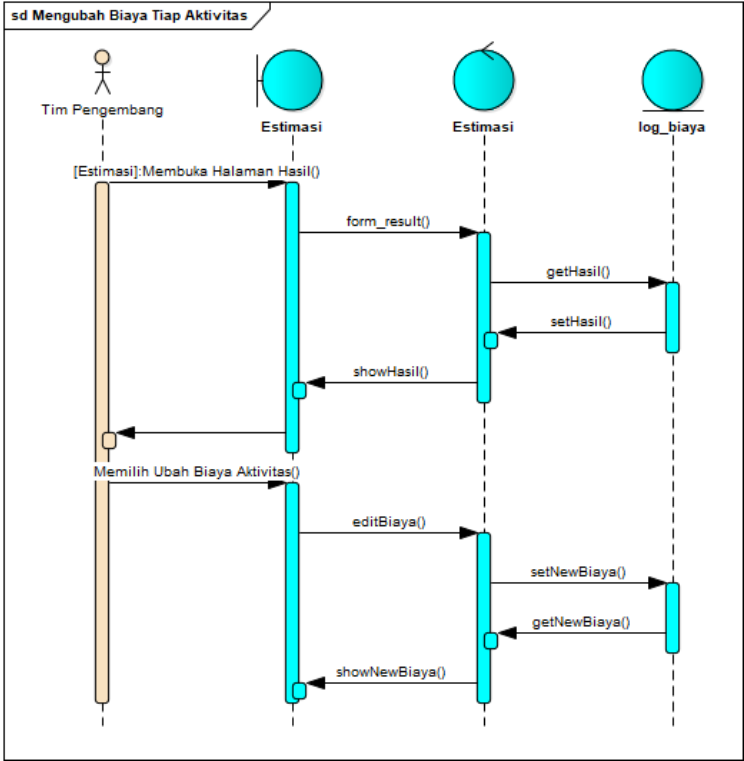 sd Mengubah Biaya Tiap Aktivitas
Tim Pengembang
Estimasi
Estimasi
log_biaya
[Estimasi]:Membuka Halaman Hasil()
form_result()
getHasil()
setHasil()
showHasil()
Memilih Ubah Biaya Aktivitas()
editBiaya()
setNewBiaya()
getNewBiaya()
showNewBiaya()